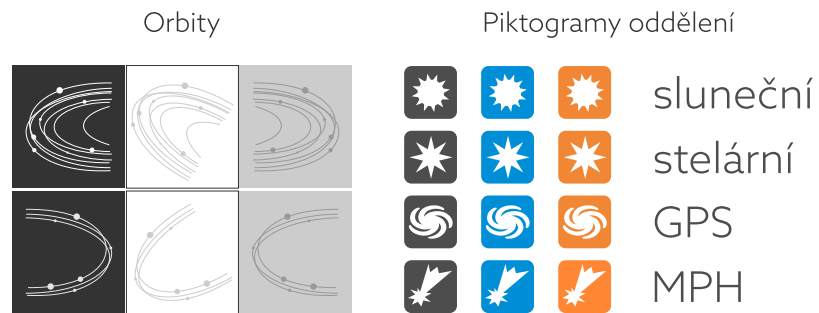 Orbity
Piktogramy oddělení
sluneční
stelární
GPS
MPH